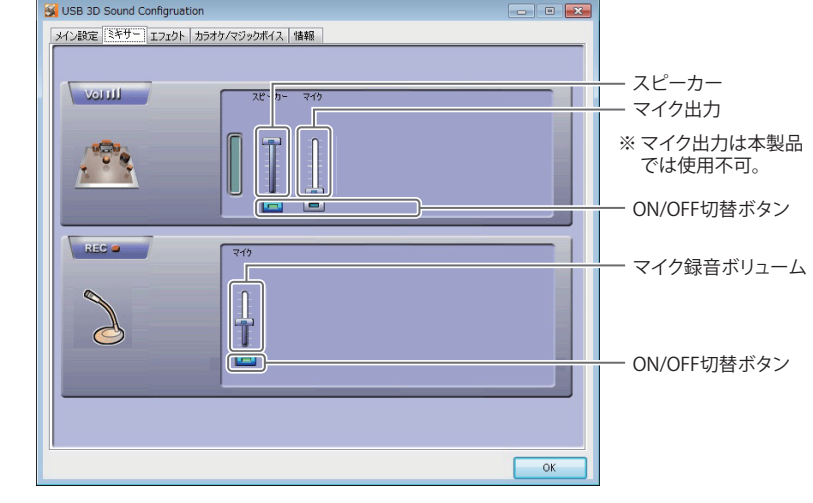 USB 3D Sound Configruation
メイン設定 ミキサー エフェクト カラオケ/マジックボイス 情報
Vol
スピーカー マイク
REC
マイク
OK
スピーカー
マイク出力
※ マイク出力は本製品
では使用不可。
ON/OFF切替ボタン
マイク録音ボリューム
ON/OFF切替ボタン